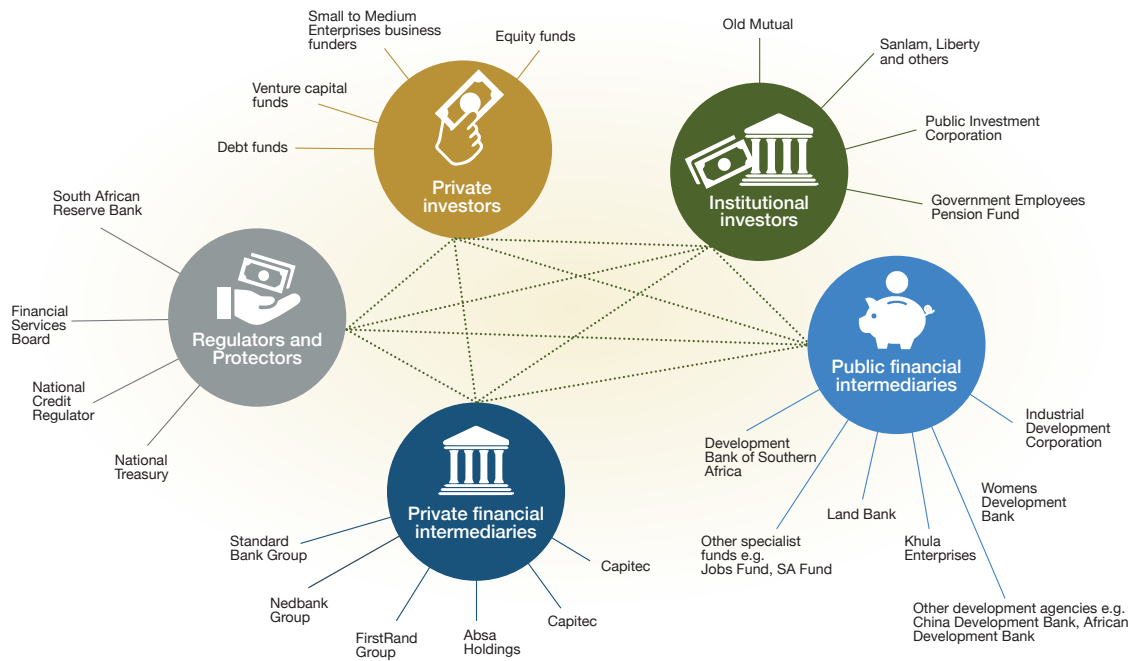 Small to Medium
Enterprises business
funders
Equity funds
Venture capital
funds
Debt funds
Private
investors
Old Mutual
Sanlam, Liberty
and others
Public Investment
Corporation
Government Employees
Pension Fund
Institutional
investors
South African
Reserve Bank
Financial
Services
Board
National
Credit
Regulator
National
Treasury
Regulators and
Protectors
Public financial
intermediaries
Development
Bank of Southern
Africa
Other specialist
funds e.g.
Jobs Fund, SA Fund
Land Bank
Khula
Enterprises
Womens
Development
Bank
Industrial
Development
Corporation
Other development agencies e.g.
China Development Bank, African
Development Bank
Private financial
intermediaries
Standard
Bank Group
Nedbank
Group
FirstRand
Group
Absa
Holdings
Capitec
Capitec